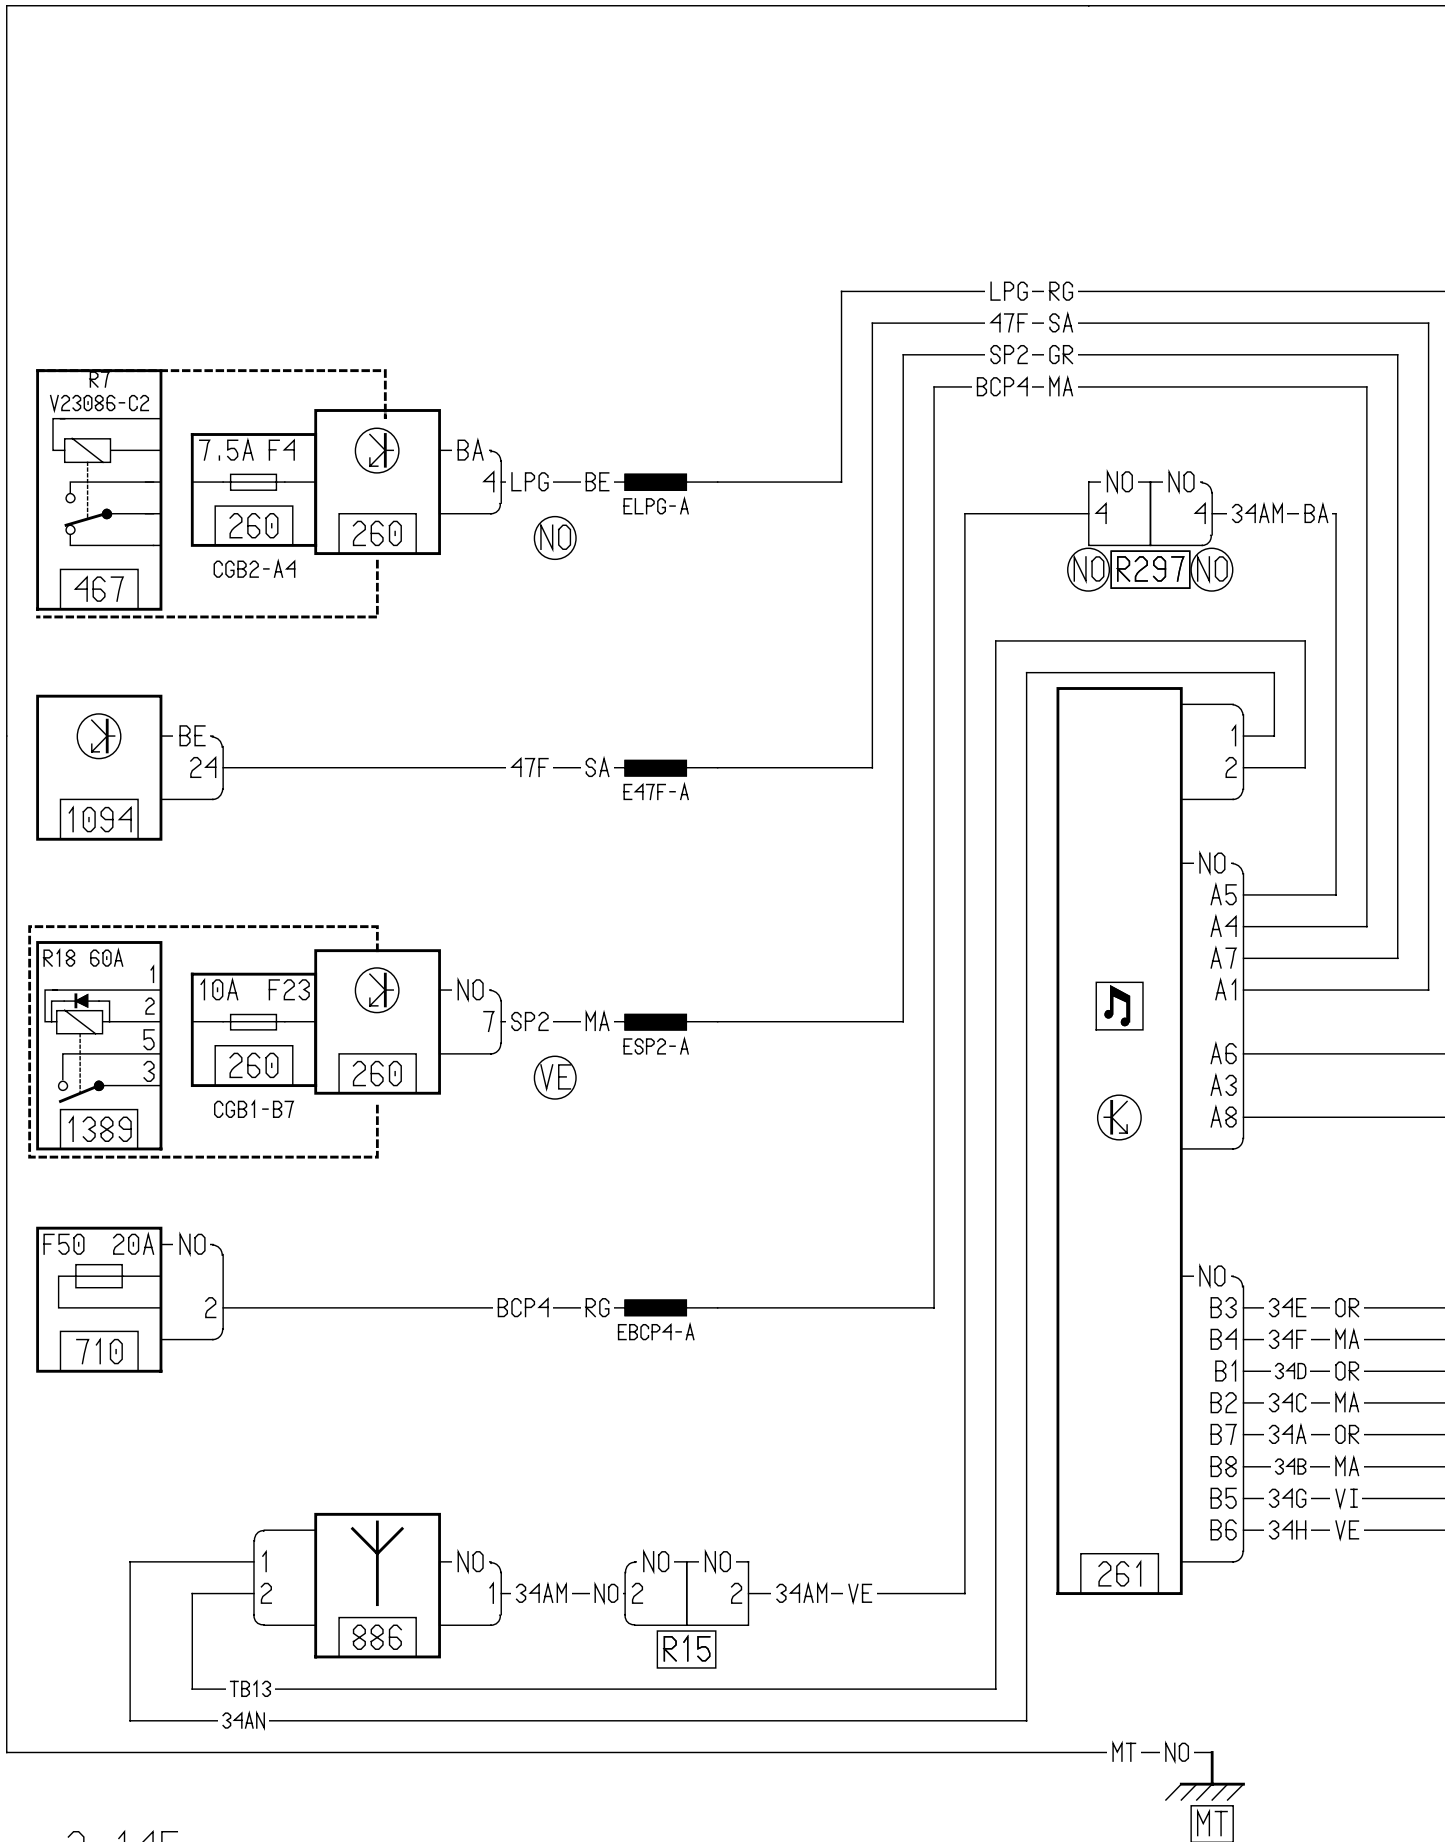 LPG RG
47F SA
SP2 GR
BCP4 MA
R7
V23086-C2
7.5A F4
260
260
BA
4 LPG BE
ELPG-A
NO
CGB2-A4
467
NO NO
4 4 34AM BA
NO R297 NO
BE
24
1094
47F SA
E47F-A
1
2
NO
A5
A4
A7
A1
A6
A3
A8
R18 60A
1
2
5
3
1389
10A F23
260
260
NO
7 SP2 MA
ESP2-A
VE
CGB1-B7
F50 20A NO
2
710
BCP4 RG
EBCP4-A
NO
B3 34E OR
B4 34F MA
B1 34D OR
B2 34C MA
B7 34A OR
B8 34B MA
B5 34G VI
B6 34H VE
261
1
2
886
NO
1 34AM NO
NO NO
2 2
R15
34AM VE
TB13
34AN
MT NO
MT